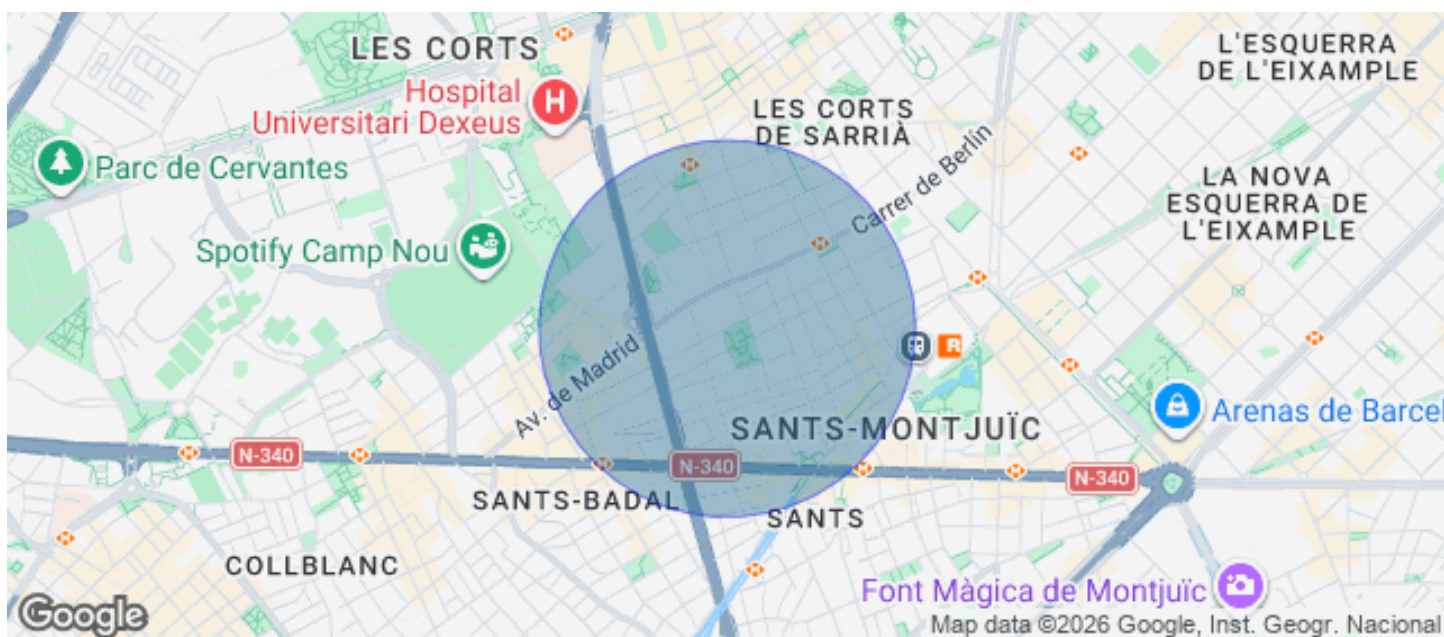 LES CORTS
Hospital
Universitari Dexeus
L'ESQUERRA
DE L'EIXAMPLE
LES CORTS
DE SARRIÀ
Parc de Cervantes
Carrer de Berlin
LA NOVA
ESQUERRA DE
L'EIXAMPLE
Spotify Camp Nou
Av. de Madrid
R
SANTS-MONTJUÏC
Arenas de Barcel
N-340
N-340
N-340
SANTS-BADAL
SANTS
COLLBLANC
Font Màgica de Montjuïc
Google
Map data ©2026 Google, Inst. Geogr. Nacional